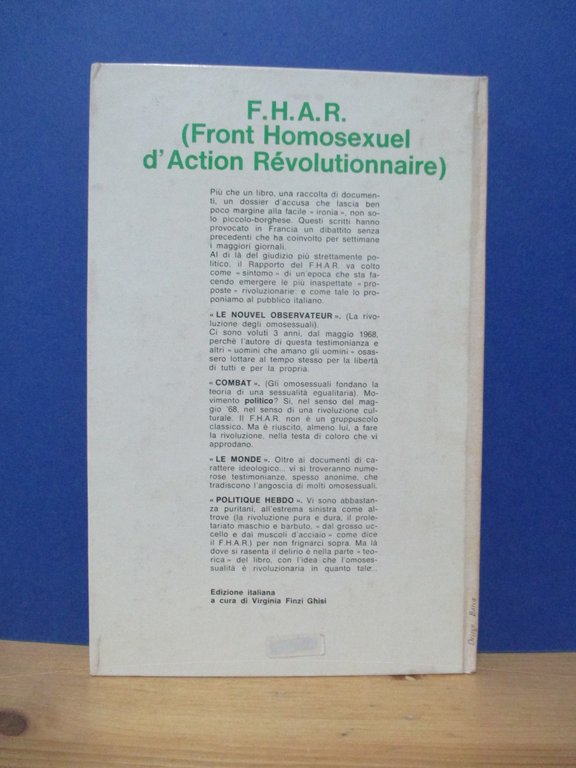 F.H.A.R.
(Front Homosexuel
d'Action Révolutionnaire)
Più che un libro, una raccolta di documen-
ti, un dossier d'accusa che lascia ben
poco margine alla facile « ironia », non so-
lo piccolo-borghese. Questi scritti hanno
provocato in Francia un dibattito senza
precedenti che ha coinvolto per settimane
i maggiori giornali.
Al di là del giudizio più strettamente po-
litico, il Rapporto del F.H.A.R. va colto
come « sintomo » di un'epoca che sta fa-
cendo emergere le più inaspettate « pro-
poste » rivoluzionarie: e come tale lo pro-
poniamo al pubblico italiano.
« LE NOUVEL OBSERVATEUR ». (La rivo-
luzione degli omosessuali).
Ci sono voluti 3 anni, dal maggio 1968,
perchè l'autore di questa testimonianza e
altri « uomini che amano gli uomini » osas-
sero lottare al tempo stesso per la libertà
di tutti e per la propria.
« COMBAT ». (Gli omosessuali fondano la
teoria di una sessualità egualitaria). Mo-
vimento politico? Si, nel senso del mag-
gio '68, nel senso di una rivoluzione cul-
turale. Il F.H.A.R. non è un gruppuscolo
classico. Ma è riuscito, almeno lui, a fare
la rivoluzione, nella testa di coloro che vi
approdano.
« LE MONDE ». Oltre ai documenti di ca-
rattere ideologico... vi si troveranno nume-
rose testimonianze, spesso anonime, che
tradiscono l'angoscia di molti omosessuali.
« POLITIQUE HEBDO ». Vi sono abbastan-
za puritani, all'estrema sinistra come al-
trove (la rivoluzione pura e dura, il prole-
tariato maschio e barbuto, « dal grosso uc-
cello e dai muscoli d'acciaio » come dice
il F.H.A.R.) per non frignarci sopra. Ma là
dove si rasenta il delirio è nella parte « teo-
rica » del libro, con l'idea che l'omoses-
sualità è rivoluzionaria in quanto tale...
Edizione italiana
a cura di Virginia Finzi Ghisi